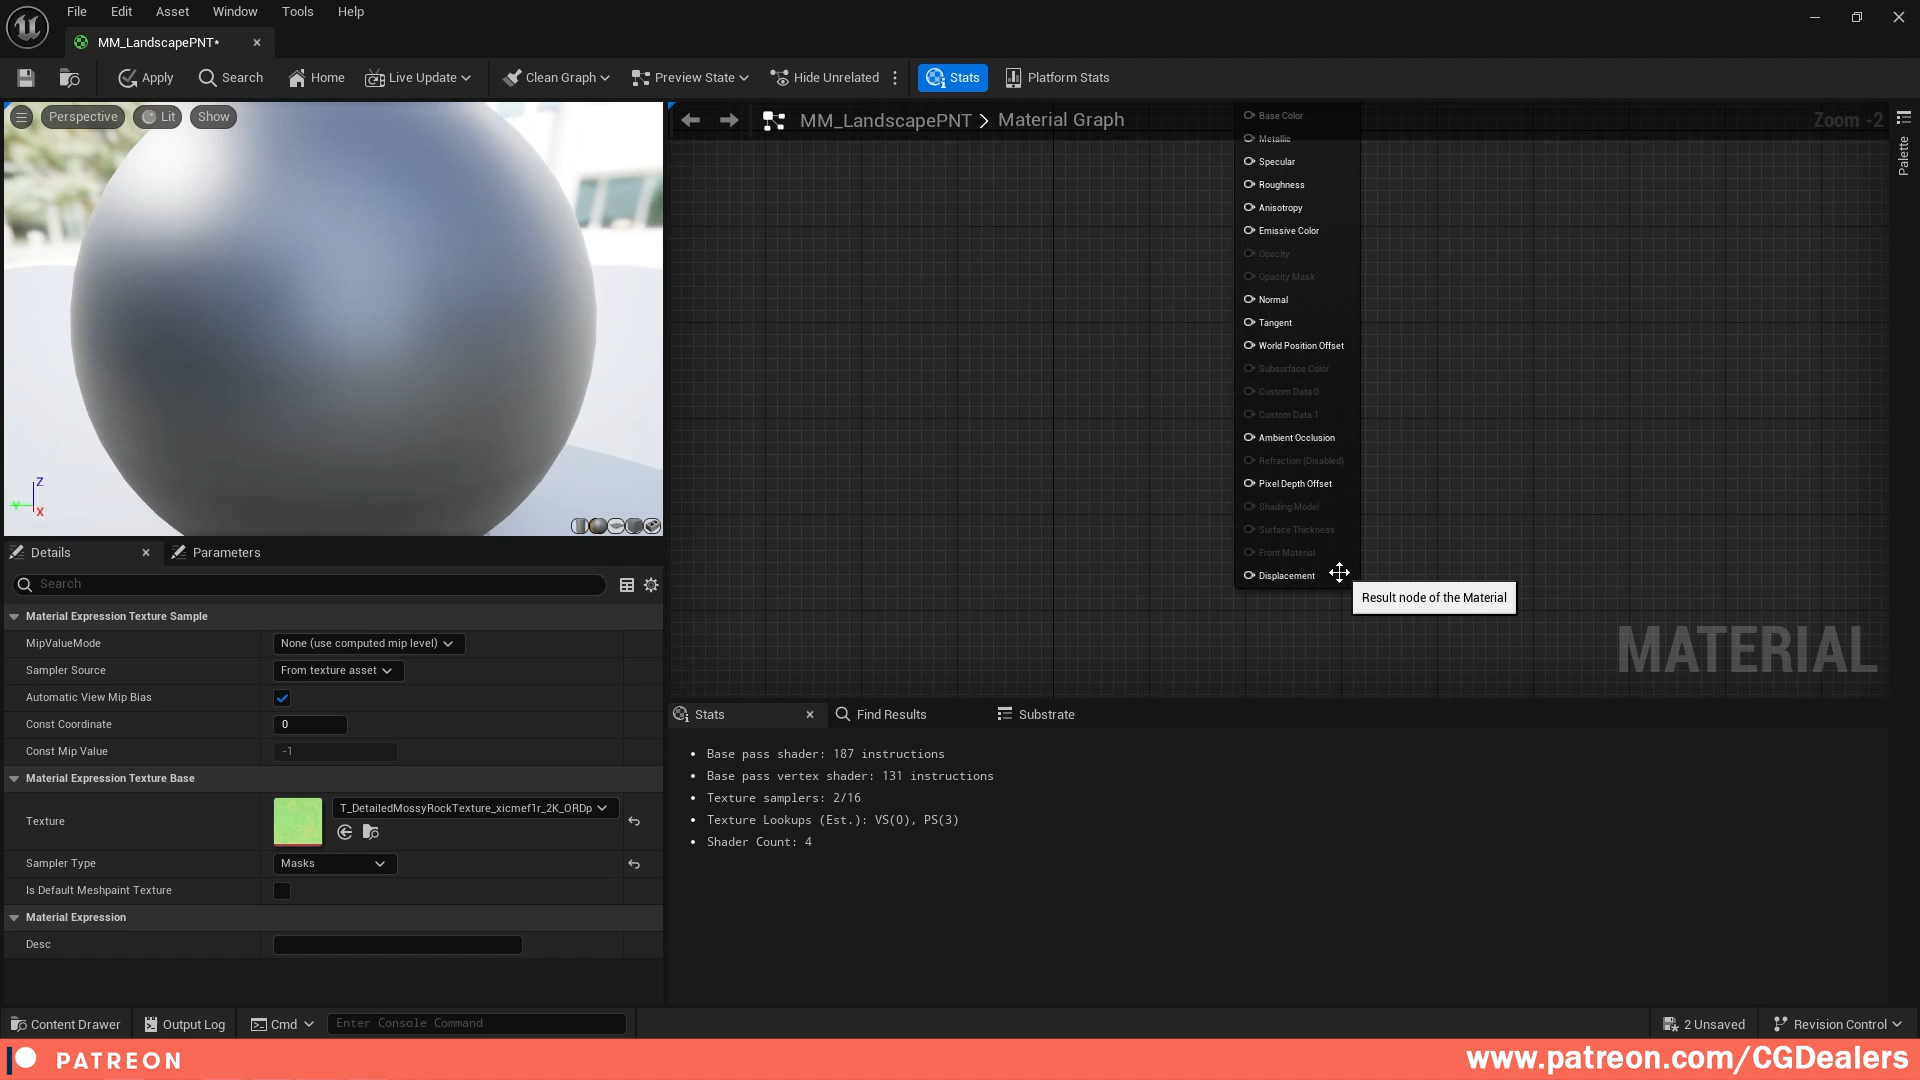 File Edit Asset Window Tools Help
MM_LandscapePNT*
Apply Search Home Live Update Clean Graph Preview State Hide Unrelated Stats Platform Stats
Perspective Lit Show
MM_LandscapePNT > Material Graph
Zoom -2
Palette
Base Color
Metallic
Specular
Roughness
Anisotropy
Emissive Color
Opacity
Opacity Mask
Normal
Tangent
World Position Offset
Subsurface Color
Custom Data 0
Custom Data 1
Ambient Occlusion
Refraction (Disabled)
Pixel Depth Offset
Shading Model
Surface Thickness
Front Material
Displacement
Result node of the Material
MATERIAL
Z
Y
X
Details Parameters
Search
Material Expression Texture Sample
MipValueMode None (use computed mip level)
Sampler Source From texture asset
Automatic View Mip Bias
Const Coordinate 0
Const Mip Value -1
Material Expression Texture Base
Texture T_DetailedMossyRockTexture_xicmef1r_2K_ORDp
Sampler Type Masks
Is Default Meshpaint Texture
Material Expression
Desc
Stats Find Results Substrate
• Base pass shader: 187 instructions
• Base pass vertex shader: 131 instructions
• Texture samplers: 2/16
• Texture Lookups (Est.): VS(0), PS(3)
• Shader Count: 4
Content Drawer Output Log Cmd Enter Console Command 2 Unsaved Revision Control
PATREON www.patreon.com/CGDealers